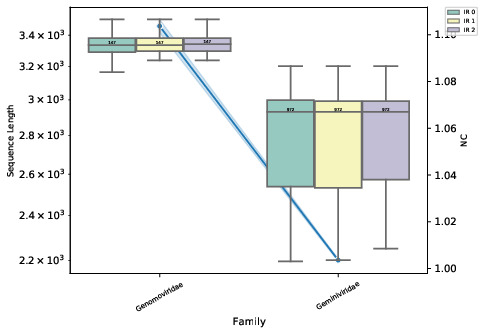 IR 0
IR 1
IR 2
3.4 × 10³
3.2 × 10³
3 × 10³
2.8 × 10³
2.6 × 10³
2.4 × 10³
2.2 × 10³
Sequence Length
147
147
147
972
972
972
1.10
1.08
1.06
1.04
1.02
1.00
NC
Genomoviridae
Geminiviridae
Family